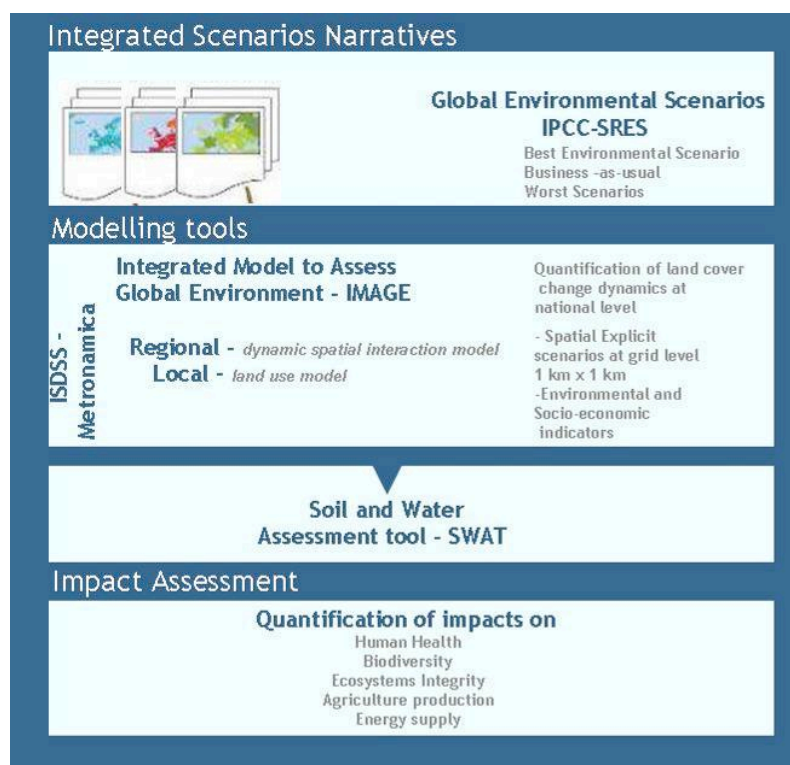 Integrated Scenarios Narratives
Global Environmental Scenarios
IPCC-SRES
Best Environmental Scenario
Business -as-usual
Worst Scenarios
Modelling tools
ISDSS -
Metronamica
Integrated Model to Assess
Global Environment - IMAGE
Regional - dynamic spatial interaction model
Local - land use model
Quantification of land cover
change dynamics at
national level
- Spatial Explicit
scenarios at grid level
1 km x 1 km
-Environmental and
Socio-economic
indicators
Soil and Water
Assessment tool - SWAT
Impact Assessment
Quantification of impacts on
Human Health
Biodiversity
Ecosystems Integrity
Agriculture production
Energy supply